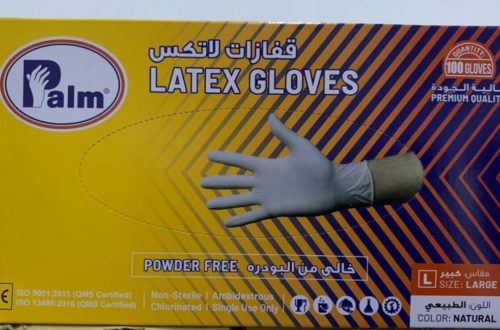 Palm®
قفازات لاتكس
LATEX GLOVES
QUANTITY
100 GLOVES
عالية الجودة
PREMIUM QUALITY
POWDER FREE خالي من البودره
CE
ISO 9001:2015 (QMS Certified)
ISO 13485:2016 (QMS Certified)
Non-Sterile | Ambidextrous
Chlorinated | Single Use Only
L مقاس: كبير
SIZE: LARGE
اللون: الطبيعي
COLOR: NATURAL